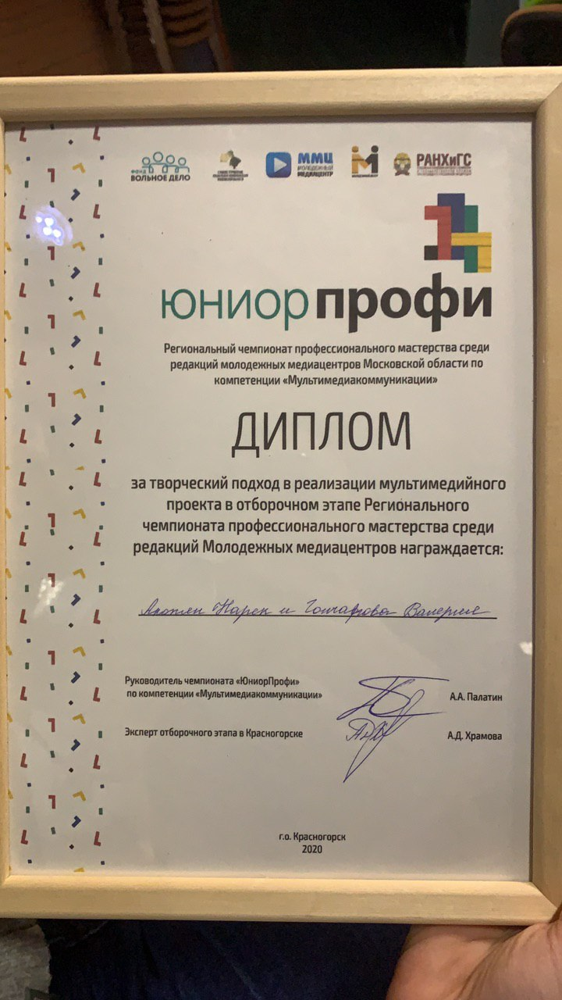 ФОНД
ВОЛЬНОЕ ДЕЛО
ММЦ
МОЛОДЕЖНЫЙ
МЕДИАЦЕНТР
РАНХиГС
ЮНИОРПРОФИ
Региональный чемпионат профессионального мастерства среди
редакций молодежных медиацентров Московской области по
компетенции «Мультимедиакоммуникации»
ДИПЛОМ
за творческий подход в реализации мультимедийного
проекта в отборочном этапе Регионального
чемпионата профессионального мастерства среди
редакций Молодежных медиацентров награждается:
Акопян Нарек и Гончарова Валерия
Руководитель чемпионата «ЮниорПрофи»
по компетенции «Мультимедиакоммуникации»
А.А. Палатин
Эксперт отборочного этапа в Красногорске
А.Д. Храмова
г.о. Красногорск
2020